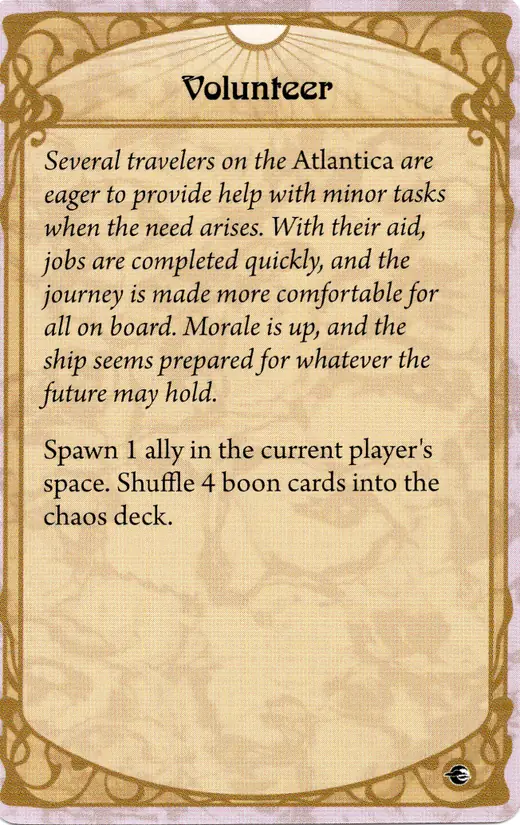 Volunteer
Several travelers on the Atlantica are
eager to provide help with minor tasks
when the need arises. With their aid,
jobs are completed quickly, and the
journey is made more comfortable for
all on board. Morale is up, and the
ship seems prepared for whatever the
future may hold.
Spawn 1 ally in the current player's
space. Shuffle 4 boon cards into the
chaos deck.